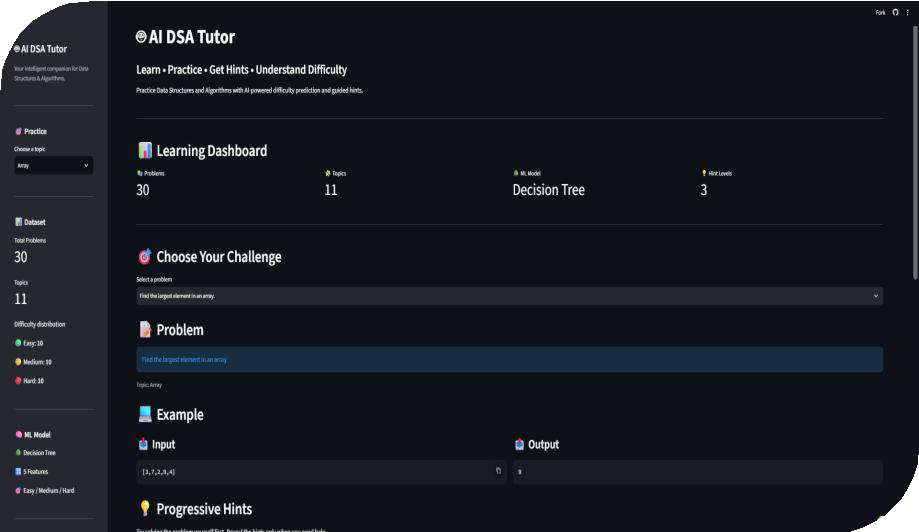 Fork
AI DSA Tutor
Your intelligent companion for Data
Structures & Algorithms.
Practice
Choose a topic
Array
Dataset
Total Problems
30
Topics
11
Difficulty distribution
Easy: 10
Medium: 10
Hard: 10
ML Model
Decision Tree
5 Features
Easy / Medium / Hard
AI DSA Tutor
Learn • Practice • Get Hints • Understand Difficulty
Practice Data Structures and Algorithms with AI-powered difficulty prediction and guided hints.
Learning Dashboard
Problems
30
Topics
11
ML Model
Decision Tree
Hint Levels
3
Choose Your Challenge
Select a problem
Find the largest element in an array.
Problem
Find the largest element in an array.
Topic: Array
Example
Input
[3,7,2,9,4]
Output
9
Progressive Hints
Try solving the problem yourself first. Reveal the hints only when you need help.